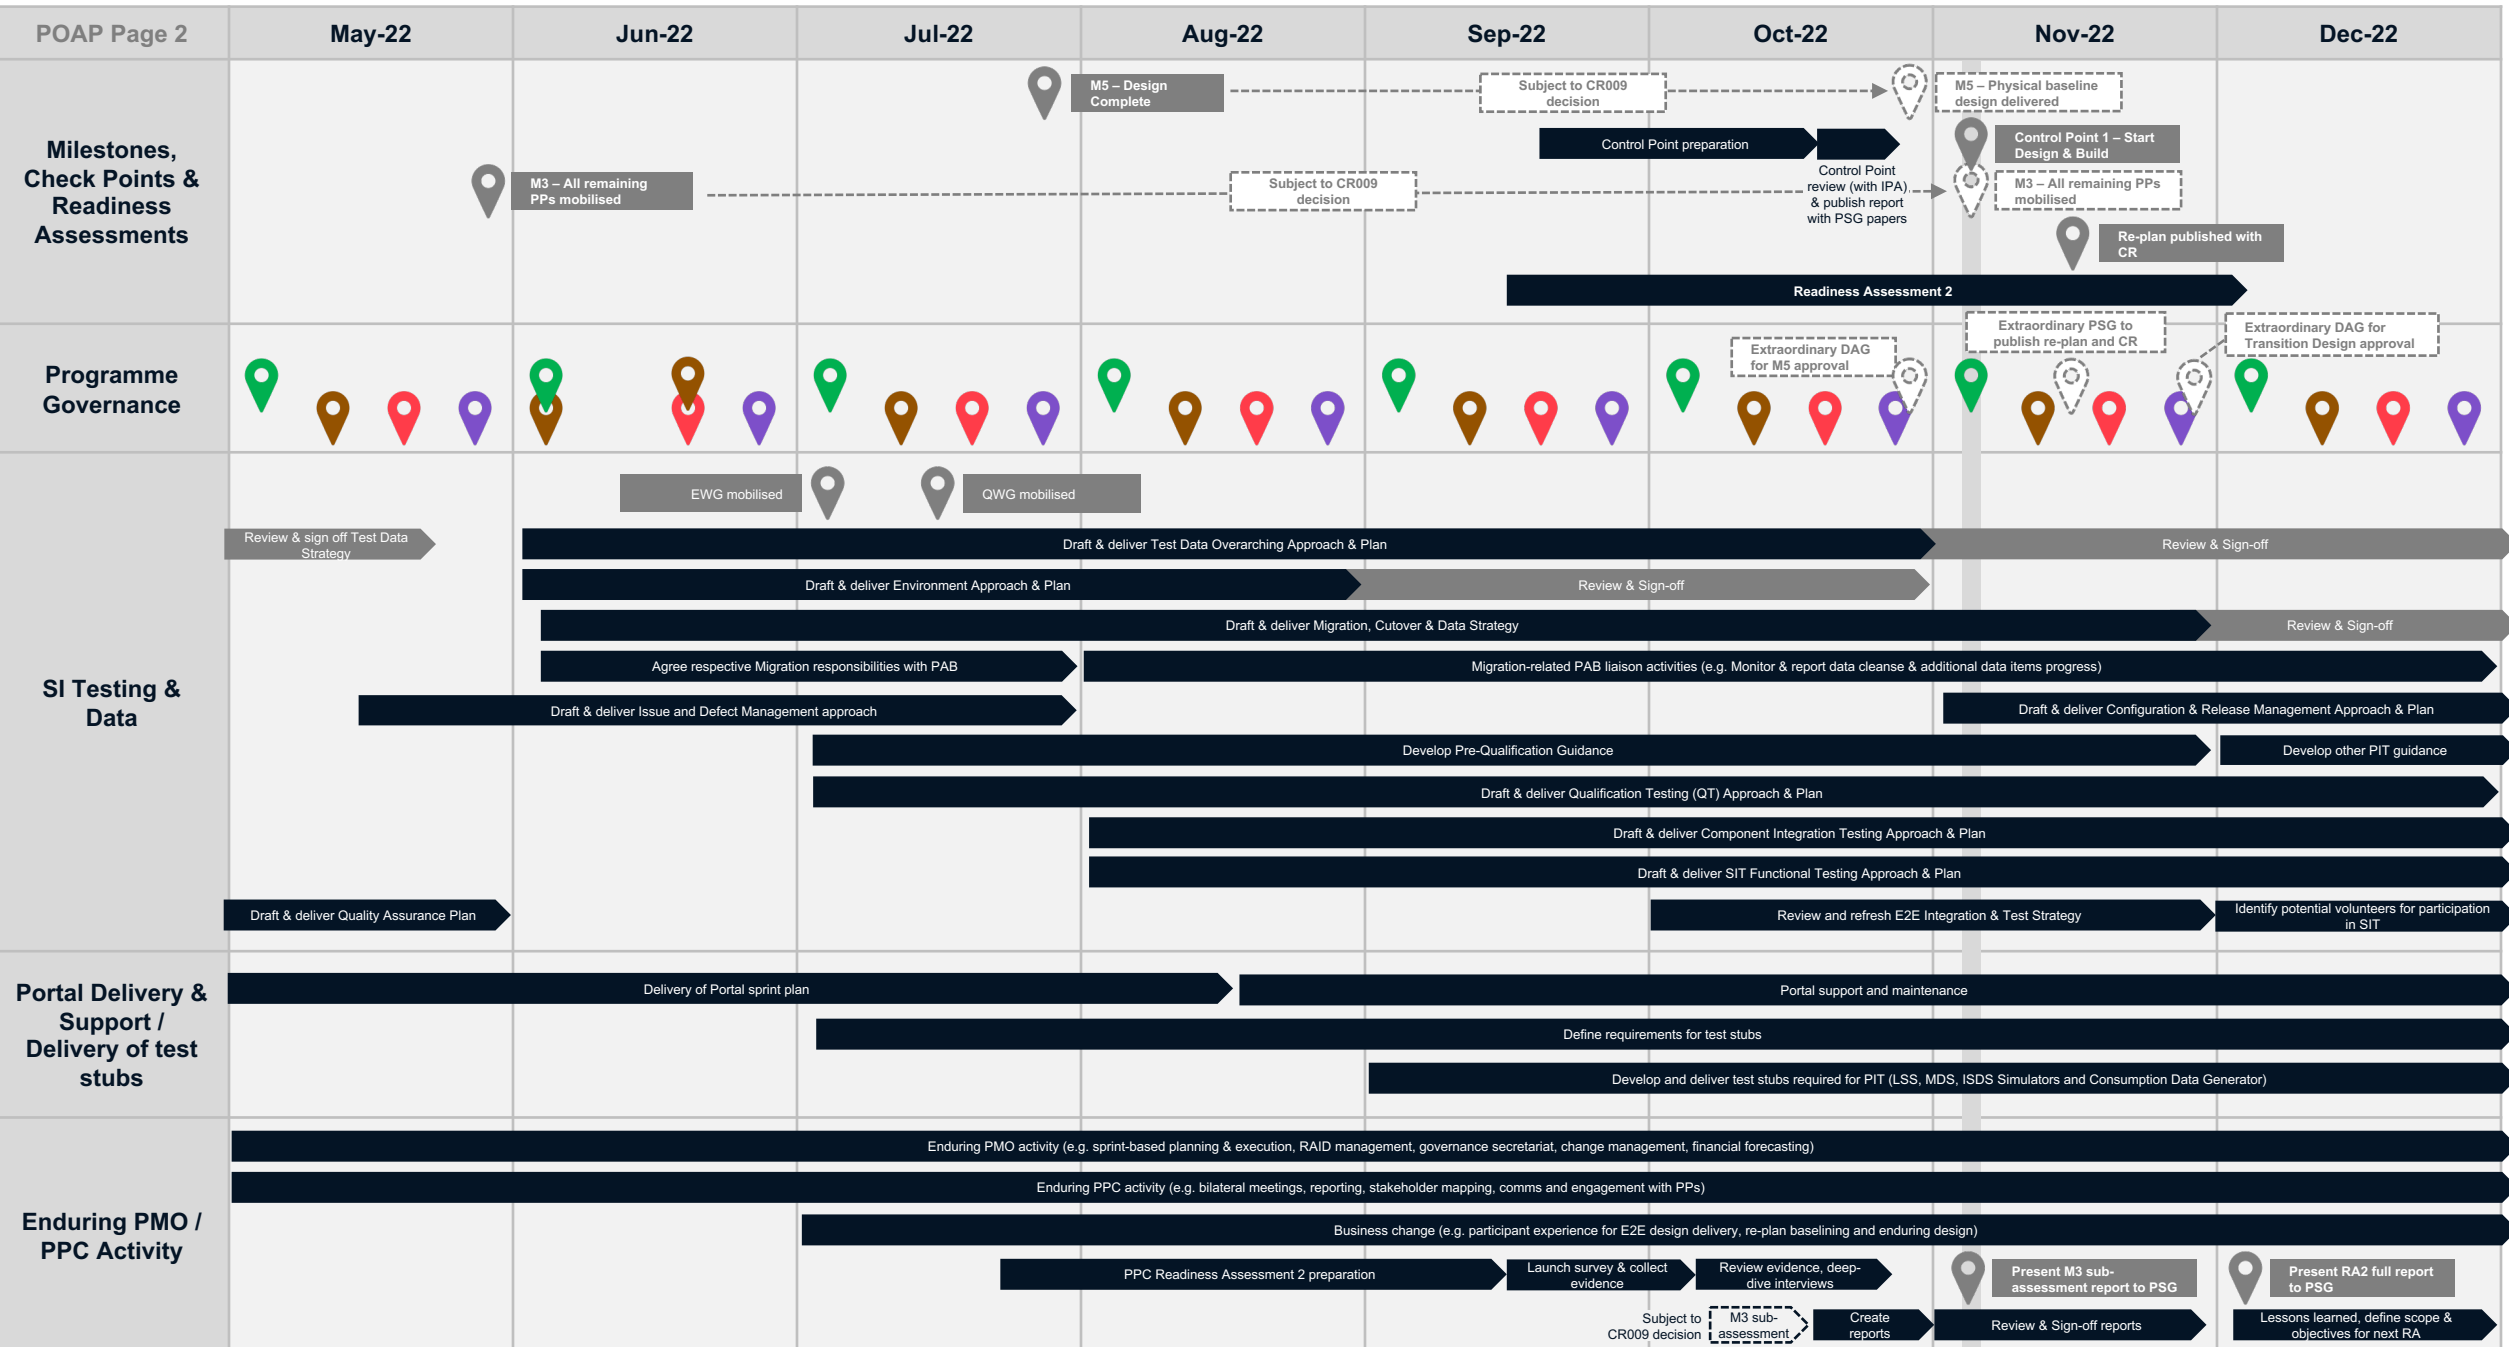 POAP Page 2
May-22
Jun-22
Jul-22
Aug-22
Sep-22
Oct-22
Nov-22
Dec-22
Milestones,
Check Points &
Readiness
Assessments
M5 – Design
Complete
Subject to CR009
decision
M5 – Physical baseline
design delivered
Control Point preparation
Control Point
review (with IPA)
& publish report
with PSG papers
Control Point 1 – Start
Design & Build
M3 – All remaining
PPs mobilised
Subject to CR009
decision
M3 – All remaining PPs
mobilised
Re-plan published with
CR
Readiness Assessment 2
Programme
Governance
Extraordinary DAG
for M5 approval
Extraordinary PSG to
publish re-plan and CR
Extraordinary DAG for
Transition Design approval
SI Testing &
Data
EWG mobilised
QWG mobilised
Review & sign off Test Data
Strategy
Draft & deliver Test Data Overarching Approach & Plan
Review & Sign-off
Draft & deliver Environment Approach & Plan
Review & Sign-off
Draft & deliver Migration, Cutover & Data Strategy
Review & Sign-off
Agree respective Migration responsibilities with PAB
Migration-related PAB liaison activities (e.g. Monitor & report data cleanse & additional data items progress)
Draft & deliver Issue and Defect Management approach
Draft & deliver Configuration & Release Management Approach & Plan
Develop Pre-Qualification Guidance
Develop other PIT guidance
Draft & deliver Qualification Testing (QT) Approach & Plan
Draft & deliver Component Integration Testing Approach & Plan
Draft & deliver SIT Functional Testing Approach & Plan
Draft & deliver Quality Assurance Plan
Review and refresh E2E Integration & Test Strategy
Identify potential volunteers for participation
in SIT
Portal Delivery &
Support /
Delivery of test
stubs
Delivery of Portal sprint plan
Portal support and maintenance
Define requirements for test stubs
Develop and deliver test stubs required for PIT (LSS, MDS, ISDS Simulators and Consumption Data Generator)
Enduring PMO /
PPC Activity
Enduring PMO activity (e.g. sprint-based planning & execution, RAID management, governance secretariat, change management, financial forecasting)
Enduring PPC activity (e.g. bilateral meetings, reporting, stakeholder mapping, comms and engagement with PPs)
Business change (e.g. participant experience for E2E design delivery, re-plan baselining and enduring design)
PPC Readiness Assessment 2 preparation
Launch survey & collect
evidence
Review evidence, deep-
dive interviews
Present M3 sub-
assessment report to PSG
Present RA2 full report
to PSG
Subject to
CR009 decision
M3 sub-
assessment
Create
reports
Review & Sign-off reports
Lessons learned, define scope &
objectives for next RA